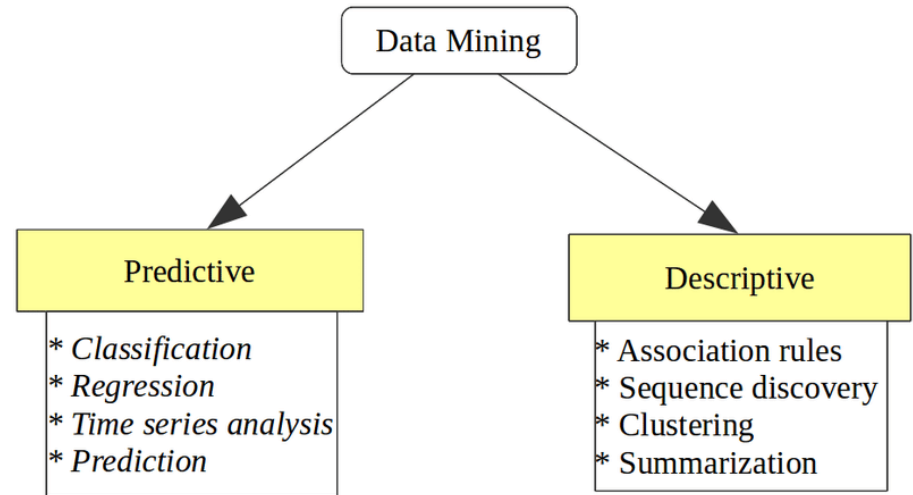 Data Mining
Predictive
* Classification
* Regression
* Time series analysis
* Prediction
Descriptive
* Association rules
* Sequence discovery
* Clustering
* Summarization